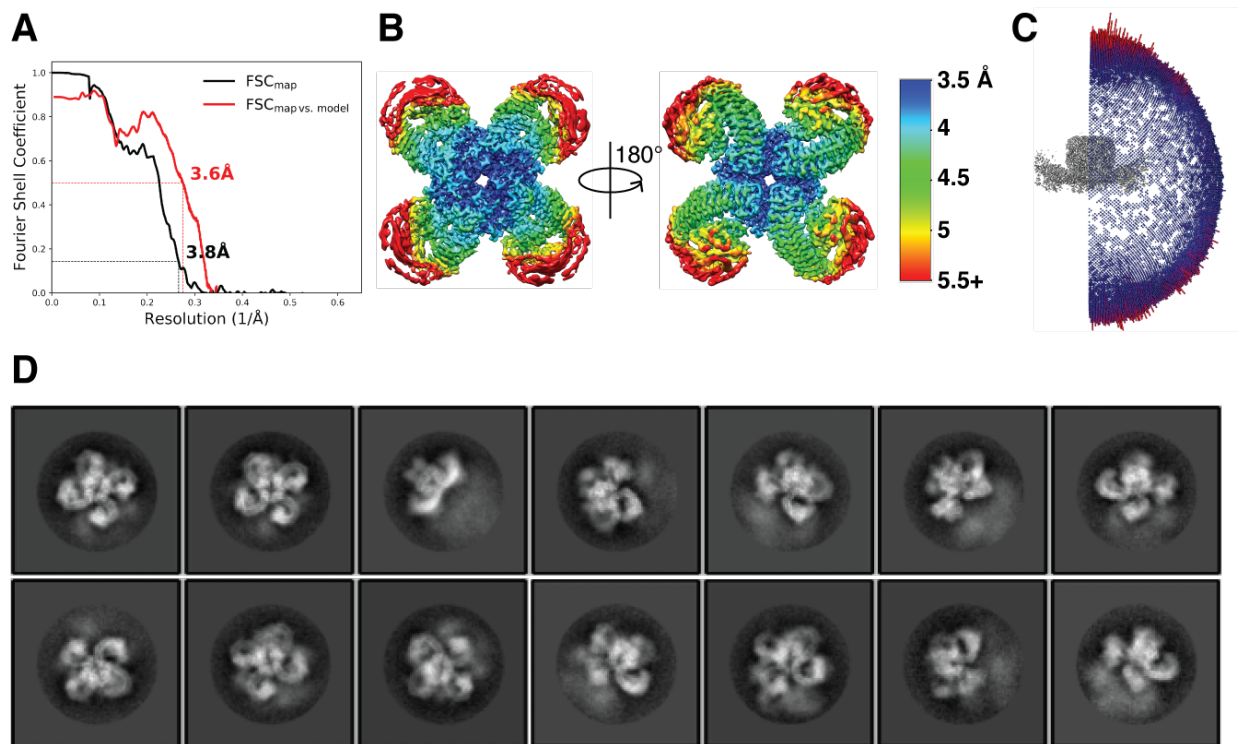 A
B
C
Fourier Shell Coefficient
1.0
0.8
0.6
0.4
0.2
0.0
FSCmap
FSCmap vs. model
3.6Å
3.8Å
0.0 0.1 0.2 0.3 0.4 0.5 0.6
Resolution (1/Å)
180°
3.5 Å
4
4.5
5
5.5+
D